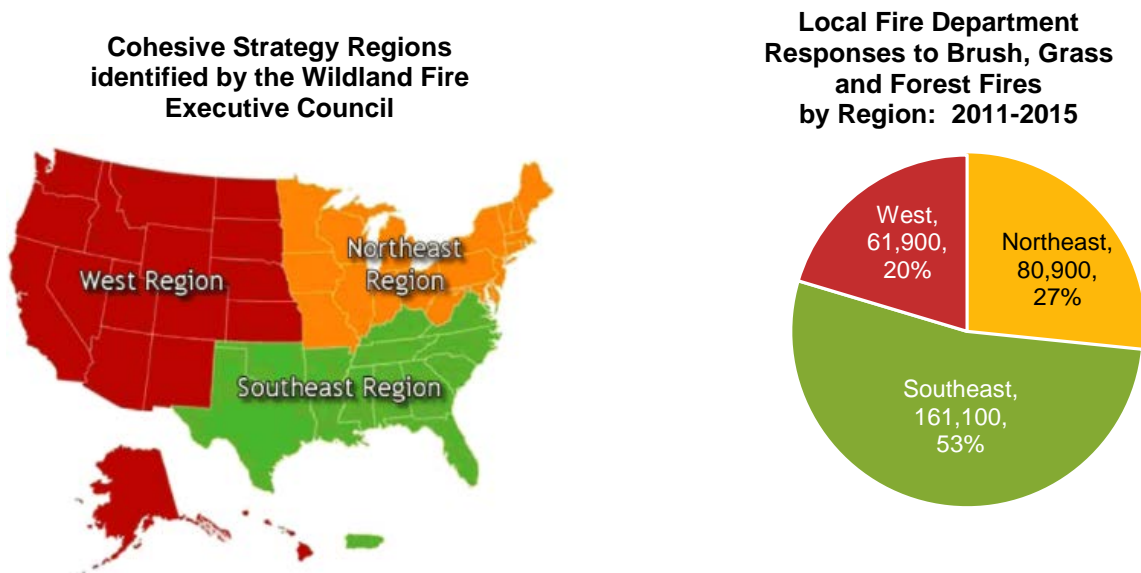 Cohesive Strategy Regions
identified by the Wildland Fire
Executive Council
West Region
Northeast
Region
Southeast Region
Local Fire Department
Responses to Brush, Grass
and Forest Fires
by Region: 2011-2015
West,
61,900,
20%
Northeast,
80,900,
27%
Southeast,
161,100,
53%